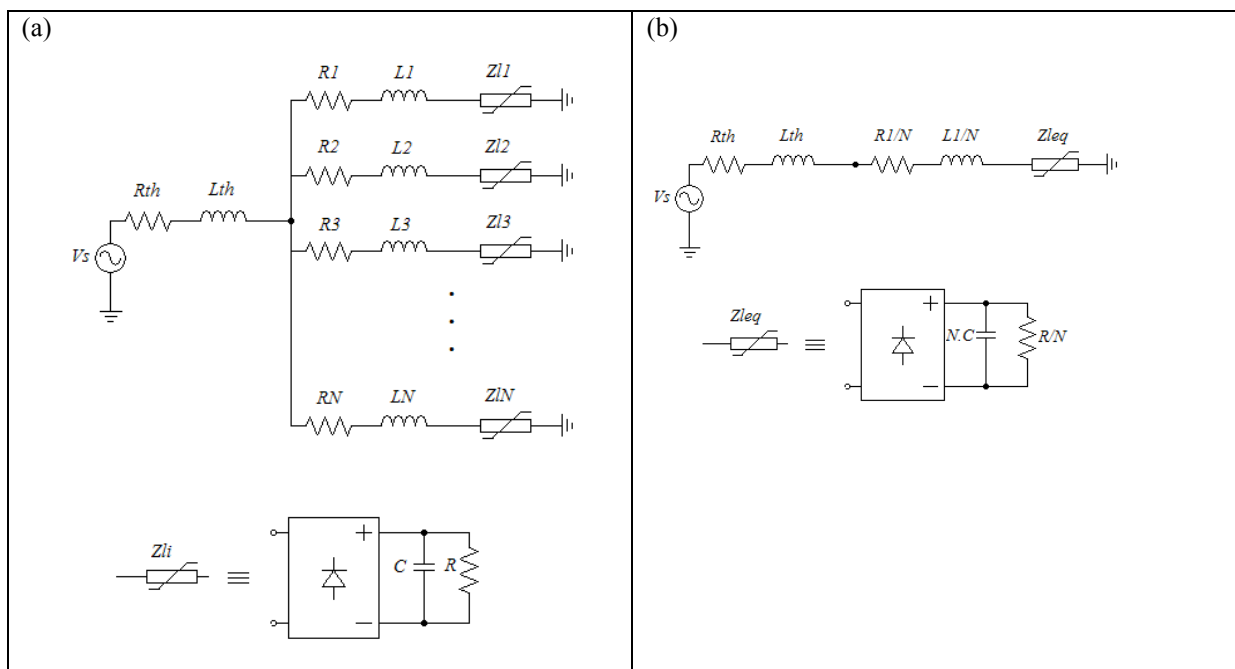 (a)
R1 L1 Zl1
R2 L2 Zl2
Rth Lth
R3 L3 Zl3
Vs
RN LN ZlN
Zli
+
C R
−
(b)
Rth Lth R1/N L1/N Zleq
Vs
Zleq
+
N.C R/N
−